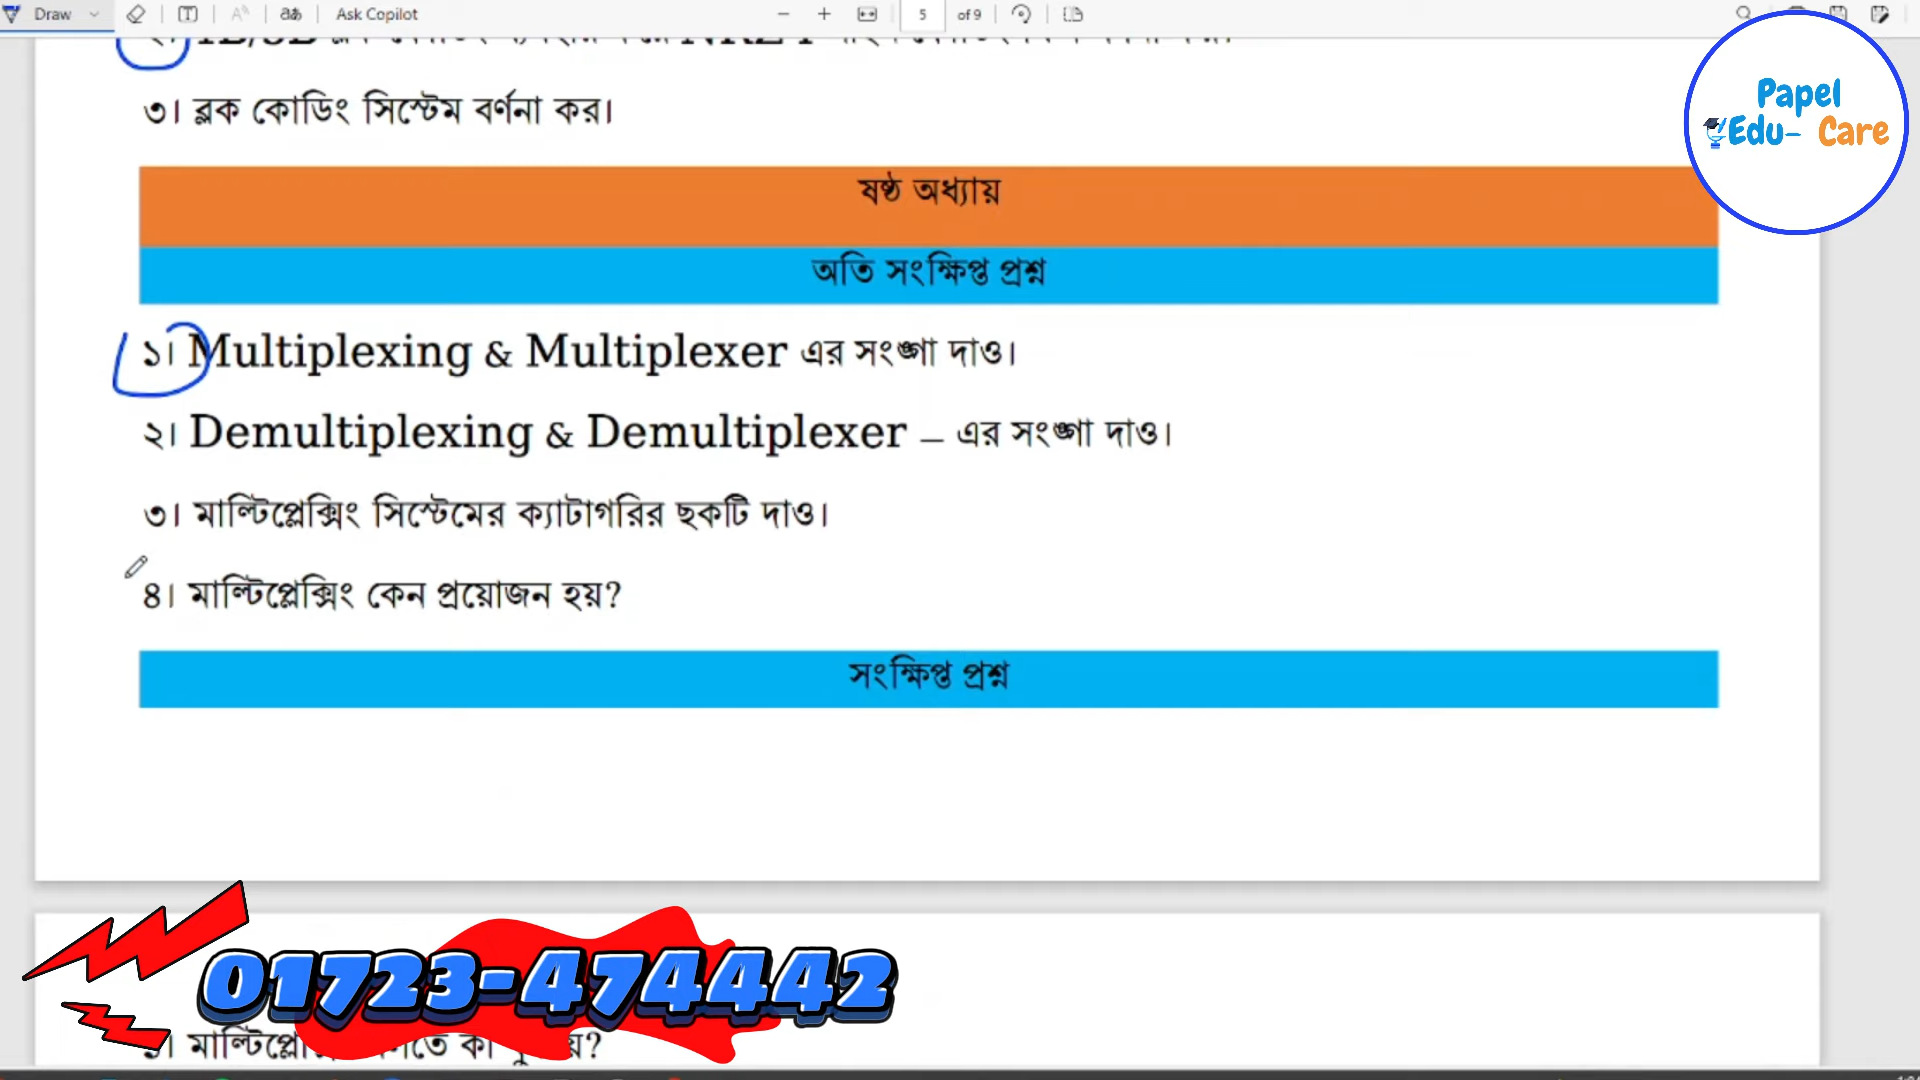 Draw
Ask Copilot
5 of 9
৩। ব্লক কোডিং সিস্টেম বর্ণনা কর।
Papel
Edu- Care
ষষ্ঠ অধ্যায়
অতি সংক্ষিপ্ত প্রশ্ন
১। Multiplexing & Multiplexer এর সংজ্ঞা দাও।
২। Demultiplexing & Demultiplexer – এর সংজ্ঞা দাও।
৩। মাল্টিপ্লেক্সিং সিস্টেমের ক্যাটাগরির ছকটি দাও।
৪। মাল্টিপ্লেক্সিং কেন প্রয়োজন হয়?
সংক্ষিপ্ত প্রশ্ন
01723-474442